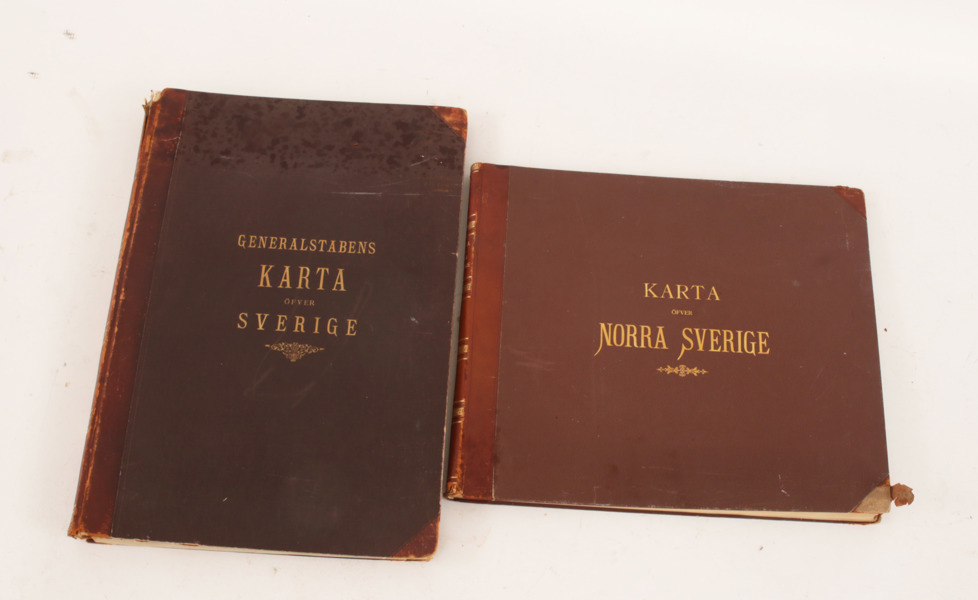 GENERALSTABENS
KARTA
ÖFVER
SVERIGE
KARTA
ÖFVER
NORRA SVERIGE